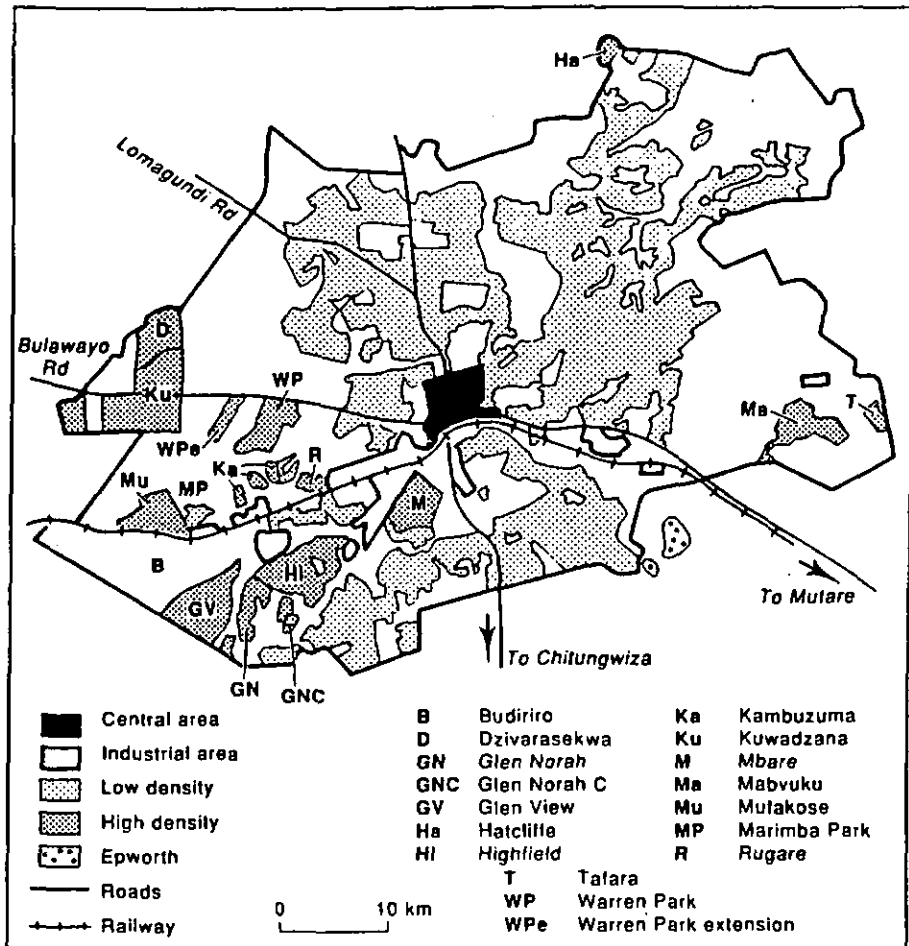 Ha
Lomagundi Rd
D
Bulawayo
Rd
Ku
WP
WPe
Ma
T
Ka
R
Mu
MP
M
B
HI
GV
To Mutare
GN
GNC
To Chitungwiza
Central area
Industrial area
Low density
High density
Epworth
Roads
Railway
0 10 km
B Budiriro
D Dzivarasekwa
GN Glen Norah
GNC Glen Norah C
GV Glen View
Ha Hatcliffe
HI Highfield
Ka Kambuzuma
Ku Kuwadzana
M Mbare
Ma Mabvuku
Mu Mufakose
MP Marimba Park
R Rugare
T Tafara
WP Warren Park
WPe Warren Park extension